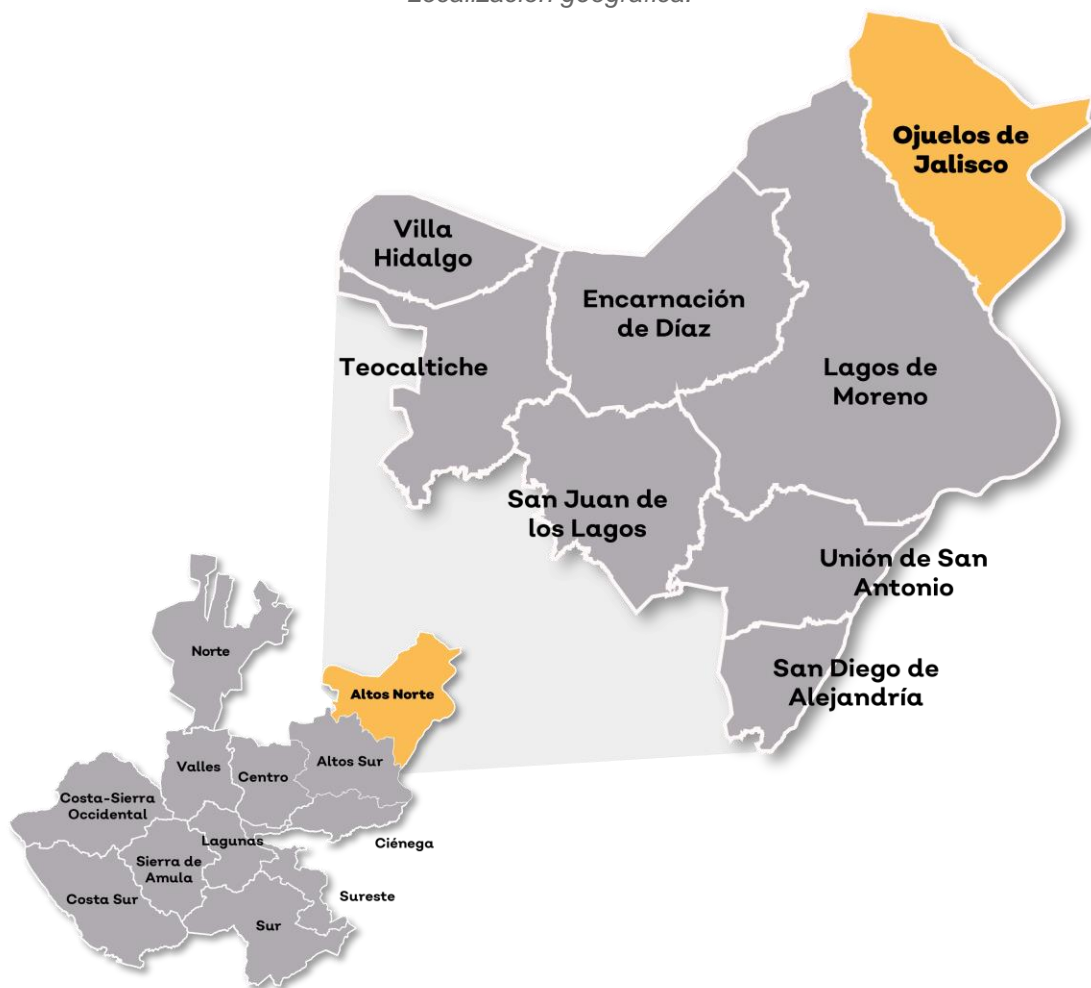 Localización geográfica.
Ojuelos de
Jalisco
Villa
Hidalgo
Encarnación
de Díaz
Teocaltiche
Lagos de
Moreno
San Juan de
los Lagos
Unión de San
Antonio
San Diego de
Alejandría
Norte
Altos Norte
Valles
Centro
Altos Sur
Costa-Sierra
Occidental
Lagunas
Ciénega
Sierra de
Amula
Costa Sur
Sureste
Sur